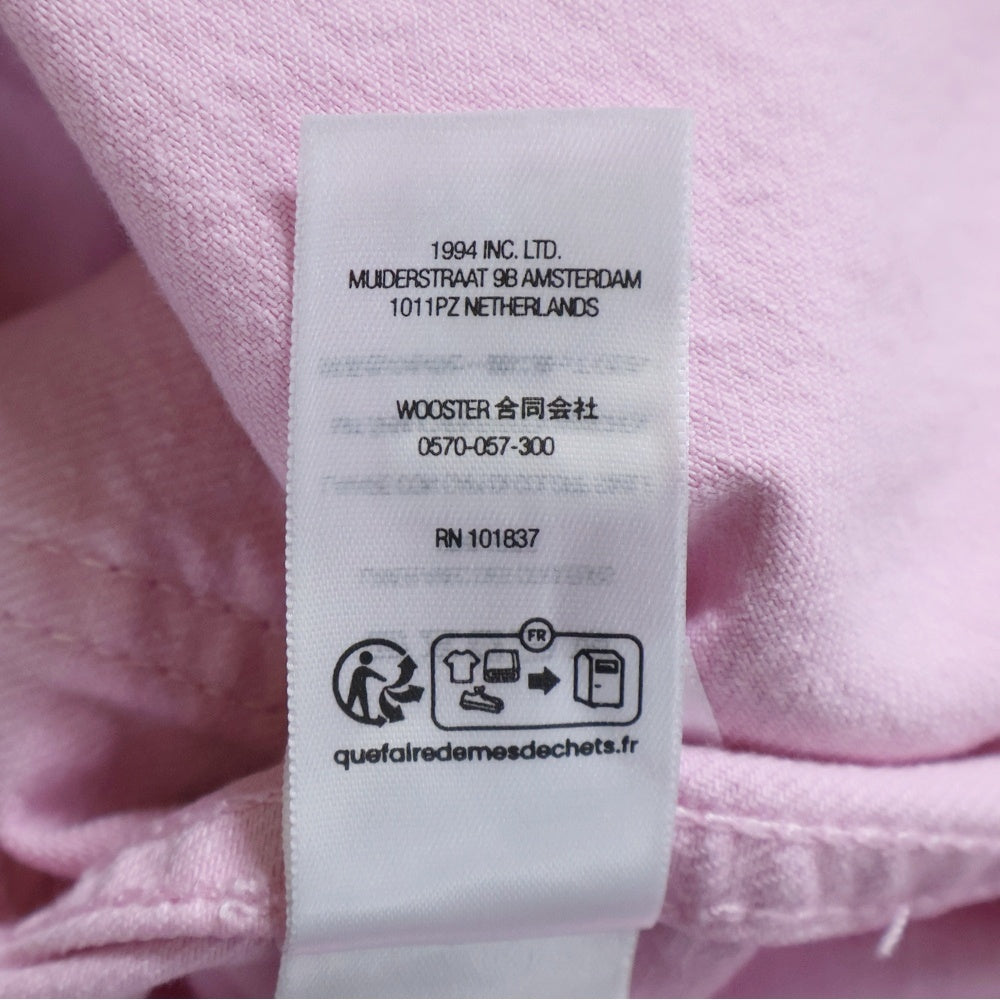 1994 INC. LTD.
MUIDERSTRAAT 9B AMSTERDAM
1011PZ NETHERLANDS
WOOSTER 合同会社
0570-057-300
RN 101837
FR
quefairedemesdechets.fr